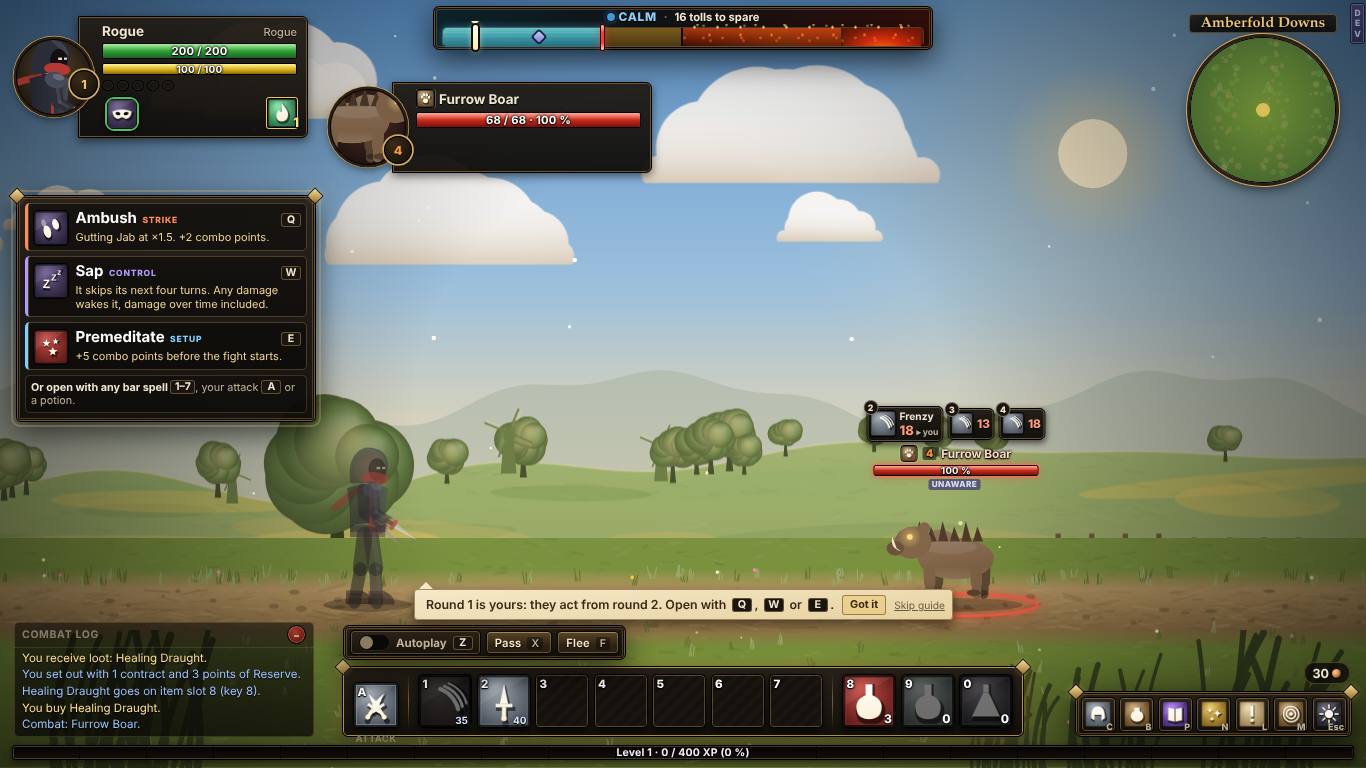 Rogue Rogue
200 / 200
100 / 100
1
1
CALM · 16 tolls to spare
Amberfold Downs
DEV
Furrow Boar
68 / 68 · 100 %
4
Ambush STRIKE Q
Gutting Jab at ×1.5. +2 combo points.
Sap CONTROL W
It skips its next four turns. Any damage
wakes it, damage over time included.
Premeditate SETUP E
+5 combo points before the fight starts.
Or open with any bar spell 1–7, your attack A or
a potion.
2 Frenzy 3 4
18 ▸ you 13 18
4 Furrow Boar
100 %
UNAWARE
Round 1 is yours: they act from round 2. Open with Q, W or E. Got it Skip guide
COMBAT LOG
You receive loot: Healing Draught.
You set out with 1 contract and 3 points of Reserve.
Healing Draught goes on item slot 8 (key 8).
You buy Healing Draught.
Combat: Furrow Boar.
Autoplay Z Pass X Flee F
A 1 2 3 4 5 6 7 8 9 0
35 40 3 0 0
ATTACK
30
C B P N L M Esc
Level 1 · 0 / 400 XP (0 %)